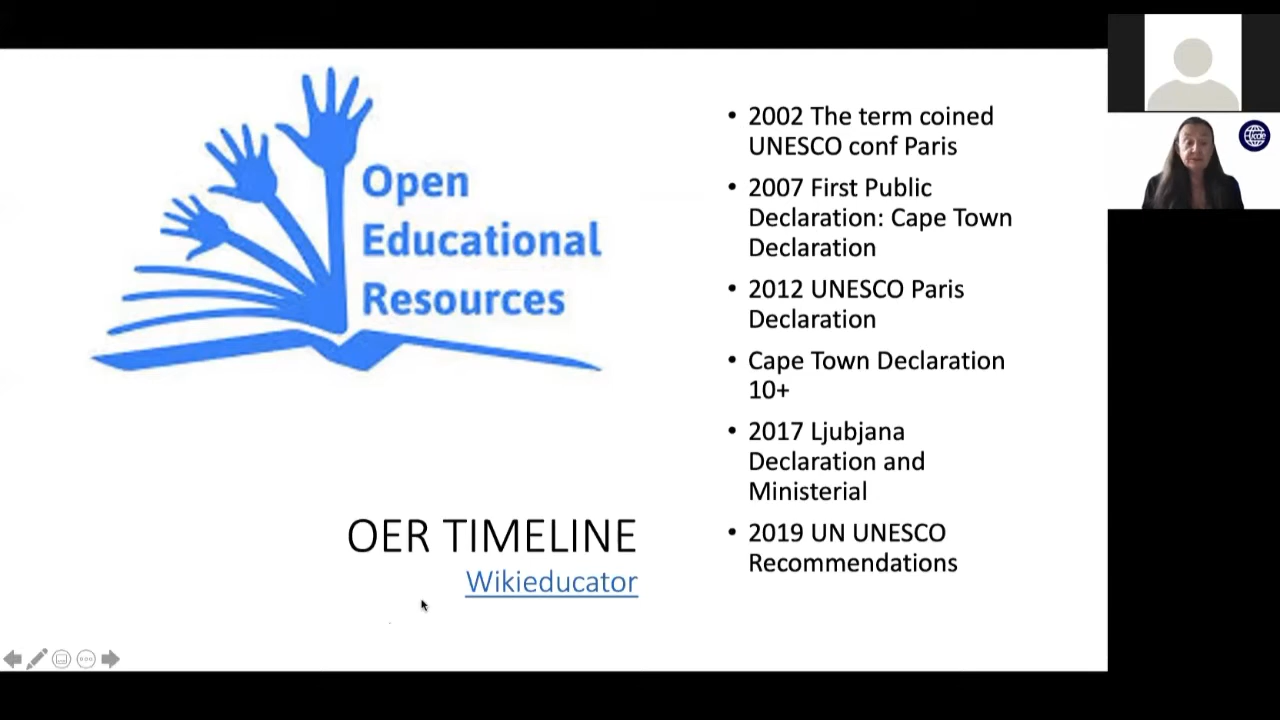 Open
Educational
Resources
OER TIMELINE
Wikieducator
• 2002 The term coined
UNESCO conf Paris
• 2007 First Public
Declaration: Cape Town
Declaration
• 2012 UNESCO Paris
Declaration
• Cape Town Declaration
10+
• 2017 Ljubjana
Declaration and
Ministerial
• 2019 UN UNESCO
Recommendations
icde